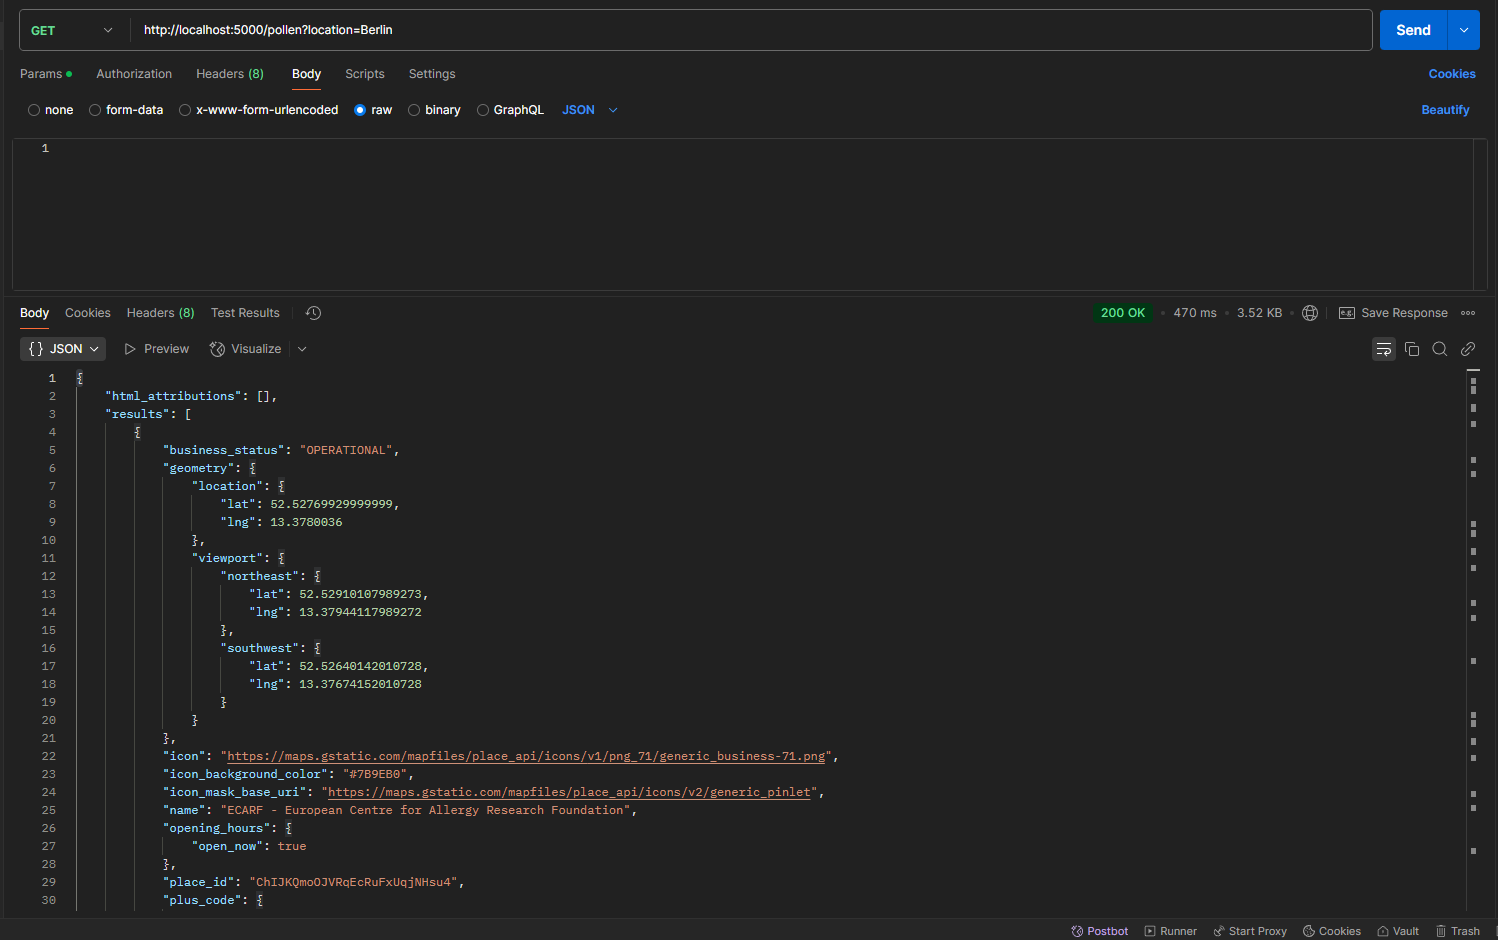 GET http://localhost:5000/pollen?location=Berlin Send
Params Authorization Headers (8) Body Scripts Settings Cookies
none form-data x-www-form-urlencoded raw binary GraphQL JSON Beautify
1
Body Cookies Headers (8) Test Results 200 OK 470 ms 3.52 KB Save Response
{} JSON Preview Visualize
1 {
2 "html_attributions": [],
3 "results": [
4 {
5 "business_status": "OPERATIONAL",
6 "geometry": {
7 "location": {
8 "lat": 52.52769929999999,
9 "lng": 13.3780036
10 },
11 "viewport": {
12 "northeast": {
13 "lat": 52.52910107989273,
14 "lng": 13.37944117989272
15 },
16 "southwest": {
17 "lat": 52.52640142010728,
18 "lng": 13.37674152010728
19 }
20 }
21 },
22 "icon": "https://maps.gstatic.com/mapfiles/place_api/icons/v1/png_71/generic_business-71.png",
23 "icon_background_color": "#7B9EB0",
24 "icon_mask_base_uri": "https://maps.gstatic.com/mapfiles/place_api/icons/v2/generic_pinlet",
25 "name": "ECARF - European Centre for Allergy Research Foundation",
26 "opening_hours": {
27 "open_now": true
28 },
29 "place_id": "ChIJKQmoOJVRqEcRuFxUqjNHsu4",
30 "plus_code": {
Postbot Runner Start Proxy Cookies Vault Trash